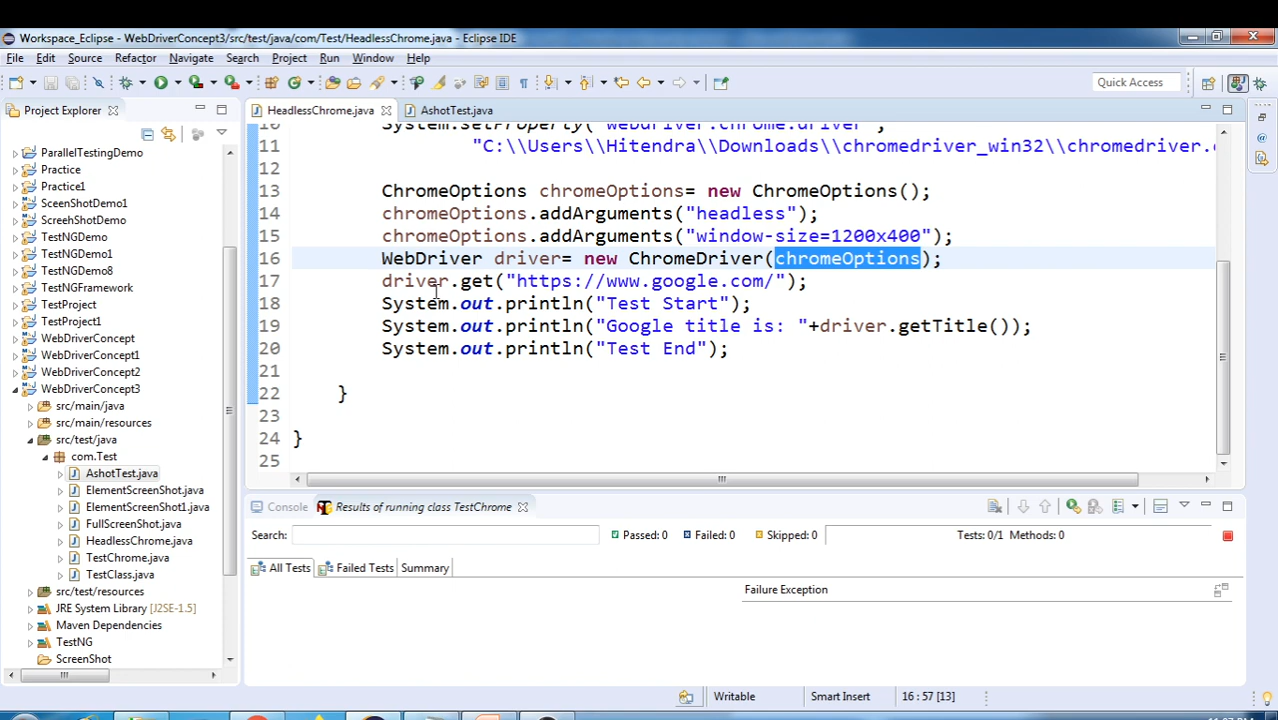 Workspace_Eclipse - WebDriverConcept3/src/test/java/com/Test/HeadlessChrome.java - Eclipse IDE
File Edit Source Refactor Navigate Search Project Run Window Help
Quick Access
Project Explorer
HeadlessChrome.java
AshotTest.java
ParallelTestingDemo
Practice
Practice1
SceenShotDemo1
ScreehShotDemo
TestNGDemo
TestNGDemo1
TestNGDemo8
TestNGFramework
TestProject
TestProject1
WebDriverConcept
WebDriverConcept1
WebDriverConcept2
WebDriverConcept3
src/main/java
src/main/resources
src/test/java
com.Test
AshotTest.java
ElementScreenShot.java
ElementScreenShot1.java
FullScreenShot.java
HeadlessChrome.java
TestChrome.java
TestClass.java
src/test/resources
JRE System Library [J2SE-1.5]
Maven Dependencies
TestNG
ScreenShot
10 System.setProperty("webdriver.chrome.driver",
11 "C:\\Users\\Hitendra\\Downloads\\chromedriver_win32\\chromedriver.
12
13 ChromeOptions chromeOptions= new ChromeOptions();
14 chromeOptions.addArguments("headless");
15 chromeOptions.addArguments("window-size=1200x400");
16 WebDriver driver= new ChromeDriver(chromeOptions);
17 driver.get("https://www.google.com/");
18 System.out.println("Test Start");
19 System.out.println("Google title is: "+driver.getTitle());
20 System.out.println("Test End");
21
22 }
23
24 }
25
Console
Results of running class TestChrome
Search:
Passed: 0 Failed: 0 Skipped: 0
Tests: 0/1 Methods: 0
All Tests Failed Tests Summary
Failure Exception
Writable Smart Insert 16 : 57 [13]